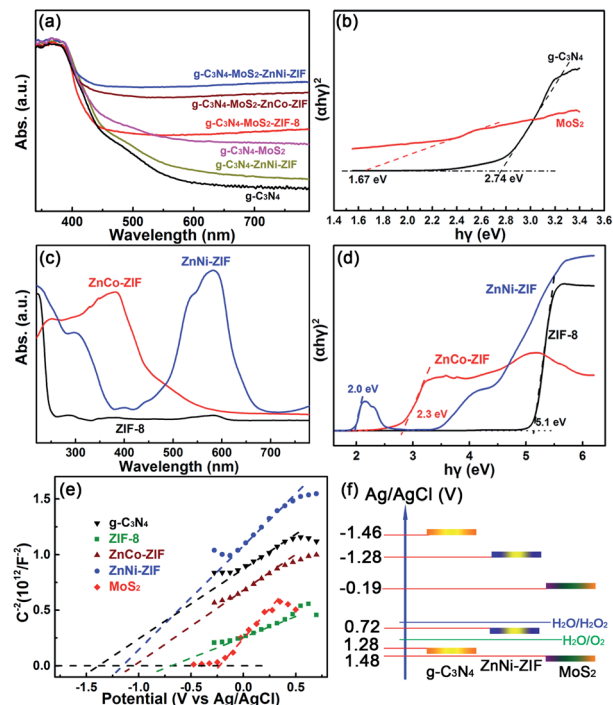 (a)
g-C₃N₄-MoS₂-ZnNi-ZIF
g-C₃N₄-MoS₂-ZnCo-ZIF
g-C₃N₄-MoS₂-ZIF-8
g-C₃N₄-MoS₂
g-C₃N₄-ZnNi-ZIF
g-C₃N₄
Abs. (a.u.)
400 500 600 700
Wavelength (nm)
(b)
g-C₃N₄
MoS₂
1.67 eV
2.74 eV
(αhγ)²
1.4 1.6 1.8 2.0 2.2 2.4 2.6 2.8 3.0 3.2 3.4 3.6
hγ (eV)
(c)
ZnNi-ZIF
ZnCo-ZIF
ZIF-8
Abs. (a.u.)
300 400 500 600 700
Wavelength (nm)
(d)
ZnNi-ZIF
ZIF-8
ZnCo-ZIF
2.0 eV
2.3 eV
5.1 eV
(αhγ)²
2 3 4 5 6
hγ (eV)
(e)
g-C₃N₄
ZIF-8
ZnCo-ZIF
ZnNi-ZIF
MoS₂
C⁻²(10¹²/F⁻²)
1.5
1.0
0.5
0.0
-1.5 -1.0 -0.5 0.0 0.5
Potential (V vs Ag/AgCl)
(f)
Ag/AgCl (V)
-1.46
-1.28
-0.19
H₂O/H₂O₂
0.72
H₂O/O₂
1.28
1.48
g-C₃N₄ ZnNi-ZIF MoS₂